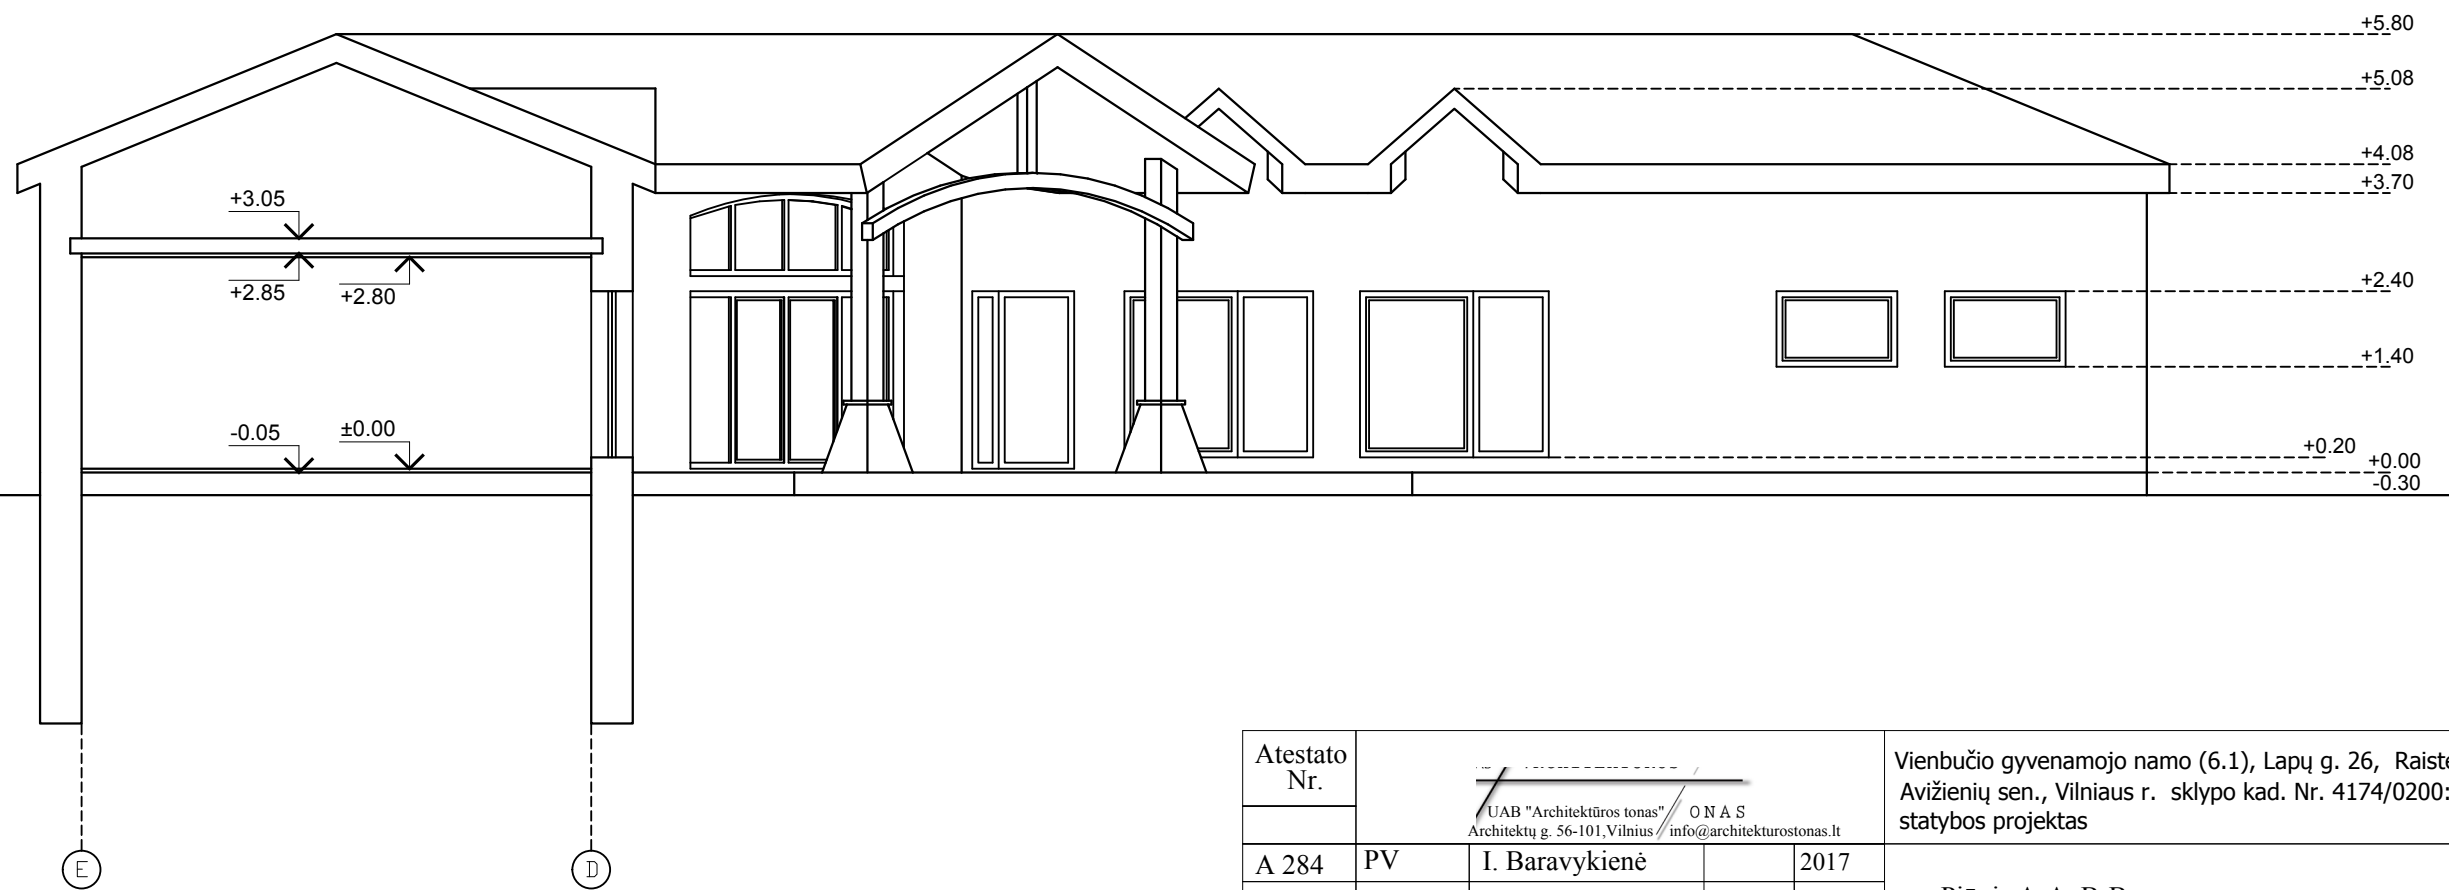 +5.80
+5.08
+4.08
+3.70
+3.05
+2.85
+2.80
+2.40
+1.40
-0.05
±0.00
+0.20
+0.00
-0.30
E
D
Atestato
Nr.
UAB "Architektūros tonas" ONAS
Architektų g. 56-101,Vilnius info@architekturostonas.lt
Vienbučio gyvenamojo namo (6.1), Lapų g. 26,
Avižienių sen., Vilniaus r. sklypo kad. Nr. 4174/0200:
statybos projektas
A 284
PV
I. Baravykienė
2017